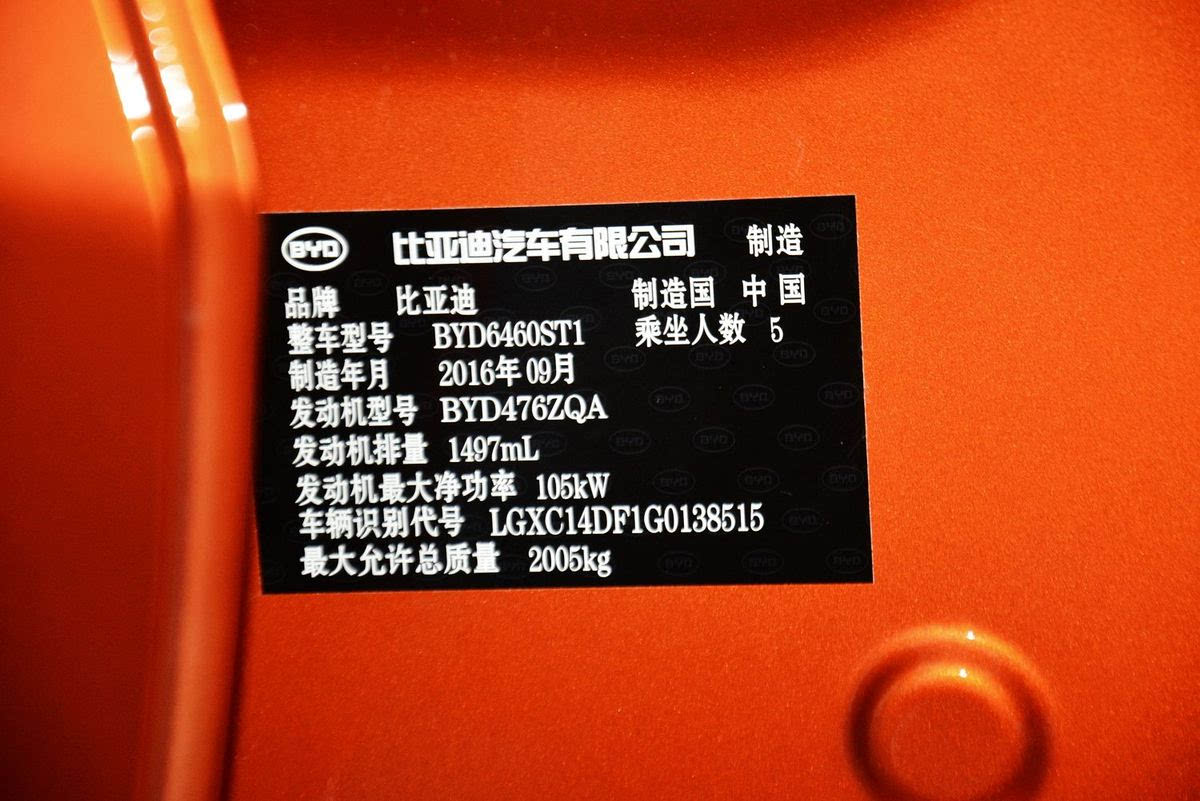 BYD 比亚迪汽车有限公司 制造
品牌 比亚迪 制造国 中国
整车型号 BYD6460ST1 乘坐人数 5
制造年月 2016年09月
发动机型号 BYD476ZQA
发动机排量 1497mL
发动机最大净功率 105kW
车辆识别代号 LGXC14DF1G0138515
最大允许总质量 2005kg